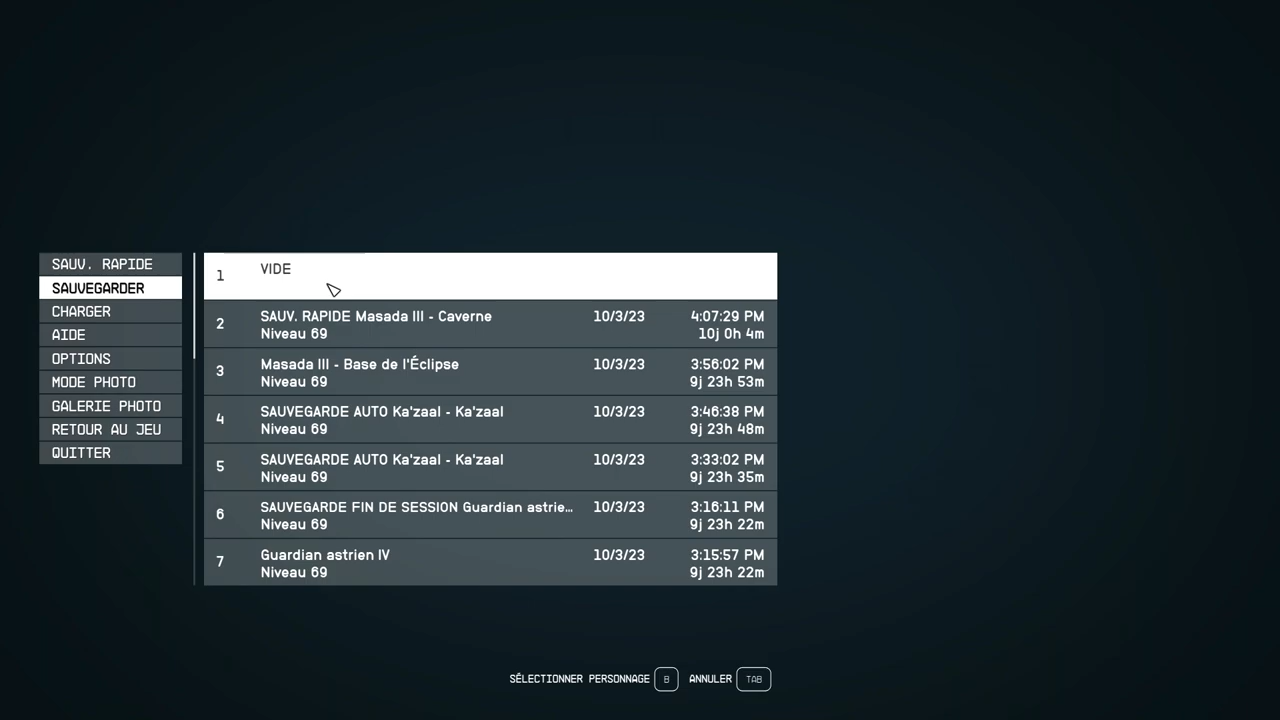 SAUV. RAPIDE
SAUVEGARDER
CHARGER
AIDE
OPTIONS
MODE PHOTO
GALERIE PHOTO
RETOUR AU JEU
QUITTER
1 VIDE
2 SAUV. RAPIDE Masada III - Caverne 10/3/23 4:07:29 PM
Niveau 69 10j 0h 4m
3 Masada III - Base de l'Éclipse 10/3/23 3:56:02 PM
Niveau 69 9j 23h 53m
4 SAUVEGARDE AUTO Ka'zaal - Ka'zaal 10/3/23 3:46:38 PM
Niveau 69 9j 23h 48m
5 SAUVEGARDE AUTO Ka'zaal - Ka'zaal 10/3/23 3:33:02 PM
Niveau 69 9j 23h 35m
6 SAUVEGARDE FIN DE SESSION Guardian astrie... 10/3/23 3:16:11 PM
Niveau 69 9j 23h 22m
7 Guardian astrien IV 10/3/23 3:15:57 PM
Niveau 69 9j 23h 22m
SÉLECTIONNER PERSONNAGE B ANNULER TAB